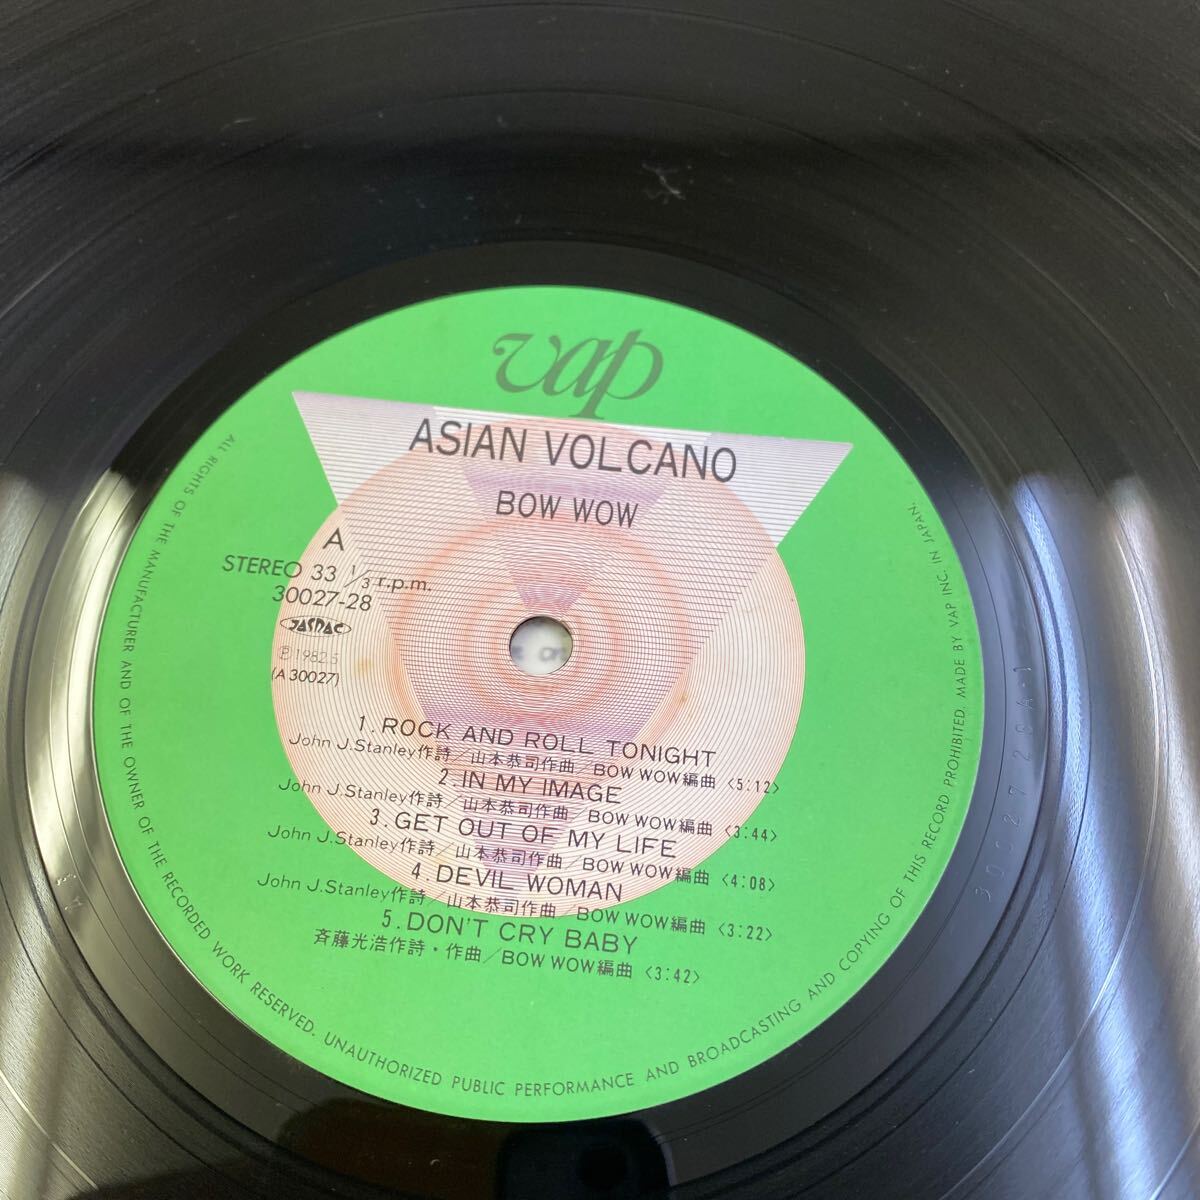 vap
ASIAN VOLCANO
BOW WOW
A
STEREO 33 1/3 r.p.m.
30027-28
JASRAC
Ⓟ 1982.5
(A 30027)
1. ROCK AND ROLL TONIGHT
John J.Stanley作詩/山本恭司作曲/BOW WOW編曲 〈5:12〉
2. IN MY IMAGE
John J.Stanley作詩/山本恭司作曲/BOW WOW編曲 〈3:44〉
3. GET OUT OF MY LIFE
John J.Stanley作詩/山本恭司作曲/BOW WOW編曲 〈4:08〉
4. DEVIL WOMAN
John J.Stanley作詩/山本恭司作曲 BOW WOW編曲 〈3:22〉
5. DON'T CRY BABY
斉藤光浩作詩・作曲/BOW WOW編曲 〈3:42〉
ALL RIGHTS OF THE MANUFACTURER AND OF THE OWNER OF THE RECORDED WORK RESERVED. UNAUTHORIZED PUBLIC PERFORMANCE AND BROADCASTING AND COPYING OF THIS RECORD PROHIBITED. MADE BY VAP INC. IN JAPAN.